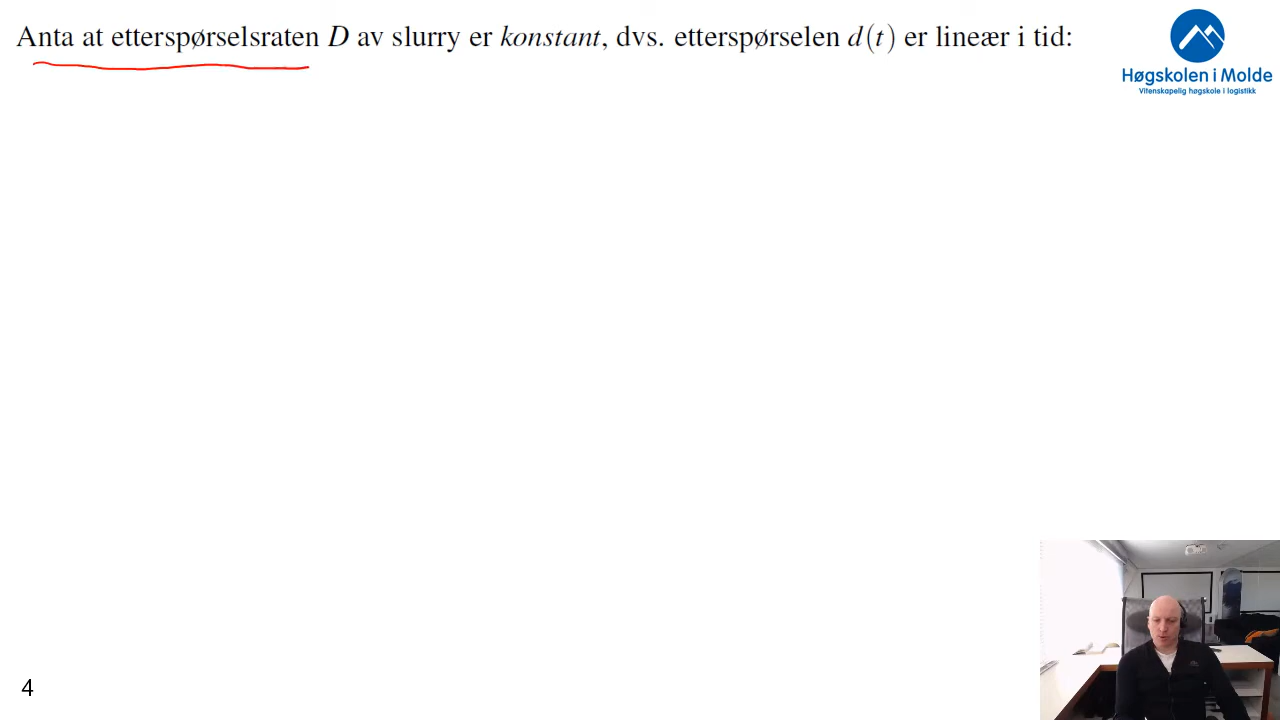 Anta at etterspørselsraten D av slurry er konstant, dvs. etterspørselen d(t) er lineær i tid:
Høgskolen i Molde
Vitenskapelig høgskole i logistikk
4